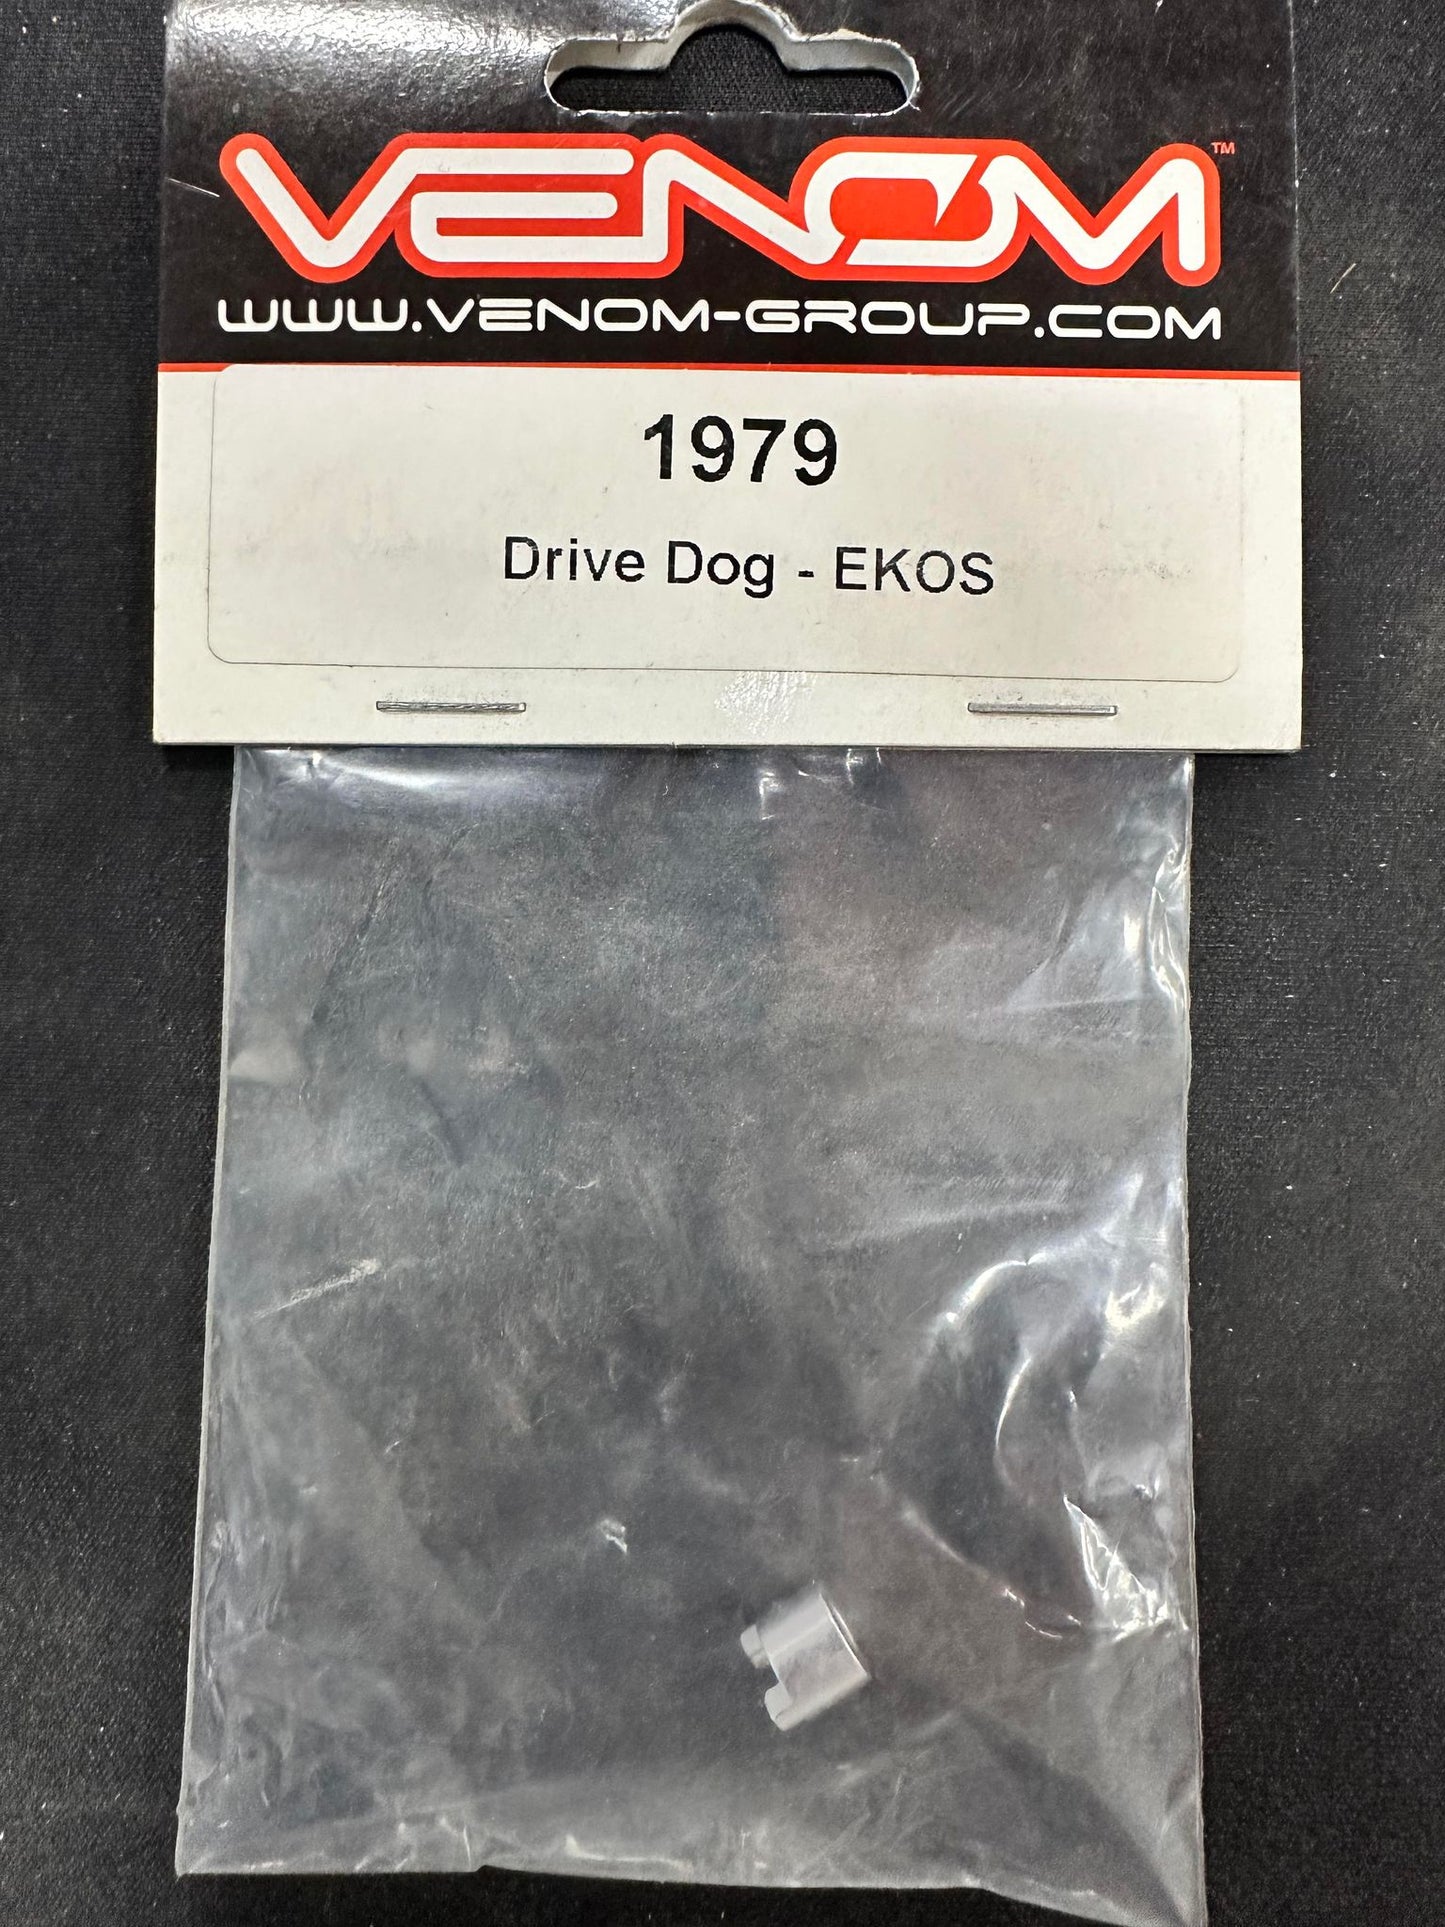 VENOM™
WWW.VENOM-GROUP.COM
1979
Drive Dog - EKOS